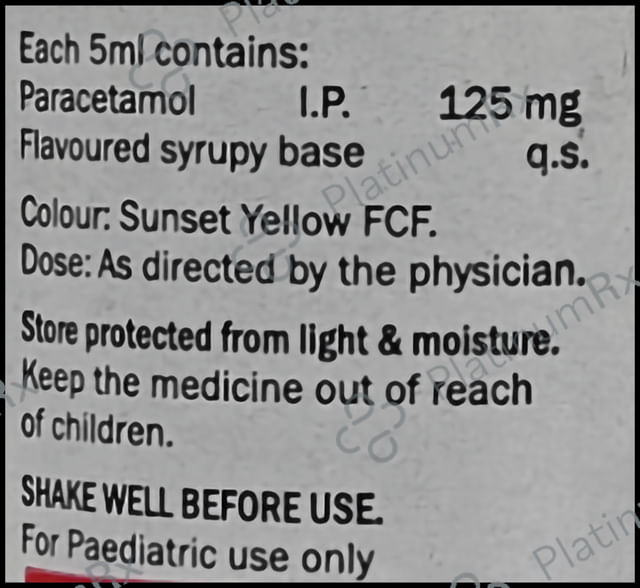 Each 5ml contains:
Paracetamol I.P. 125 mg
Flavoured syrupy base q.s.
Colour: Sunset Yellow FCF.
Dose: As directed by the physician.
Store protected from light & moisture.
Keep the medicine out of reach
of children.
SHAKE WELL BEFORE USE.
For Paediatric use only
PlatinumRx
PlatinumRx